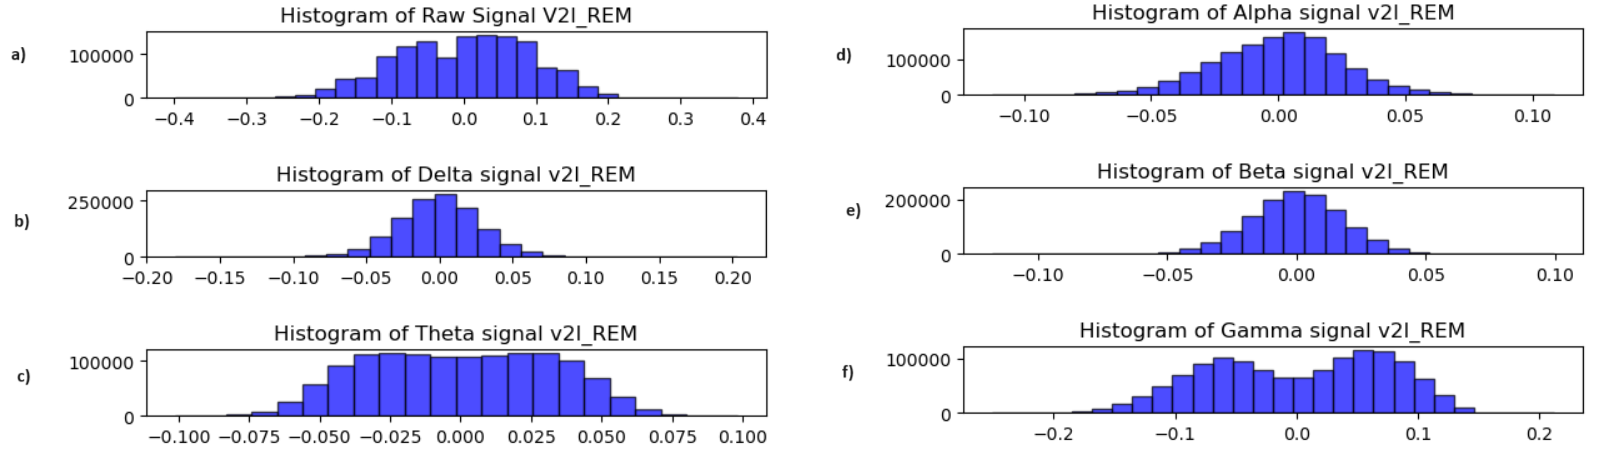 Histogram of Raw Signal V2l_REM
a)
100000
0
−0.4 −0.3 −0.2 −0.1 0.0 0.1 0.2 0.3 0.4
Histogram of Delta signal v2l_REM
b)
250000
0
−0.20 −0.15 −0.10 −0.05 0.00 0.05 0.10 0.15 0.20
Histogram of Theta signal v2l_REM
c)
100000
0
−0.100 −0.075 −0.050 −0.025 0.000 0.025 0.050 0.075 0.100
Histogram of Alpha signal v2l_REM
d)
100000
0
−0.10 −0.05 0.00 0.05 0.10
Histogram of Beta signal v2l_REM
e)
200000
0
−0.10 −0.05 0.00 0.05 0.10
Histogram of Gamma signal v2l_REM
f)
100000
0
−0.2 −0.1 0.0 0.1 0.2